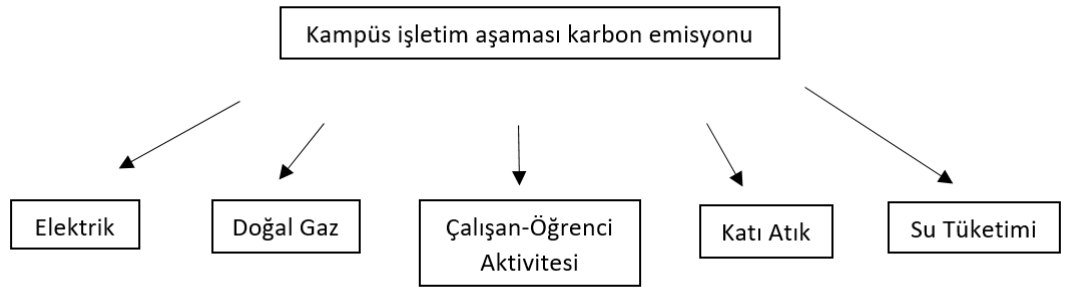 Kampüs işletim aşaması karbon emisyonu
Elektrik
Doğal Gaz
Çalışan-Öğrenci
Aktivitesi
Katı Atık
Su Tüketimi